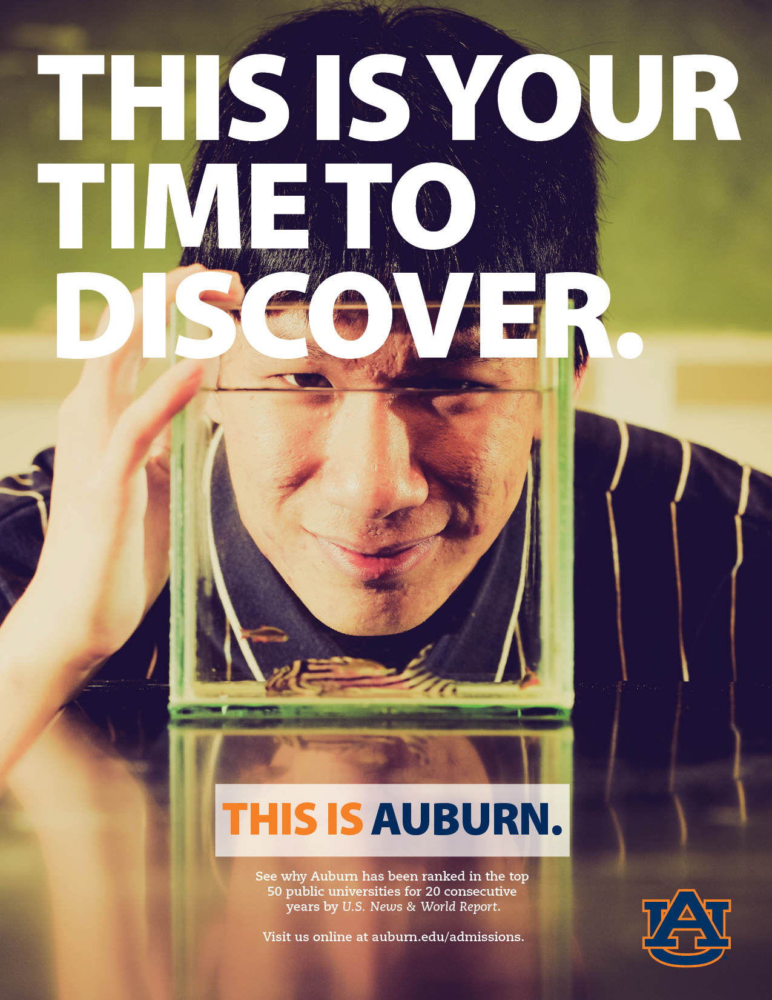 THIS IS YOUR
TIME TO
DISCOVER.
THIS IS AUBURN.
See why Auburn has been ranked in the top
50 public universities for 20 consecutive
years by U.S. News & World Report.
Visit us online at auburn.edu/admissions.
AU